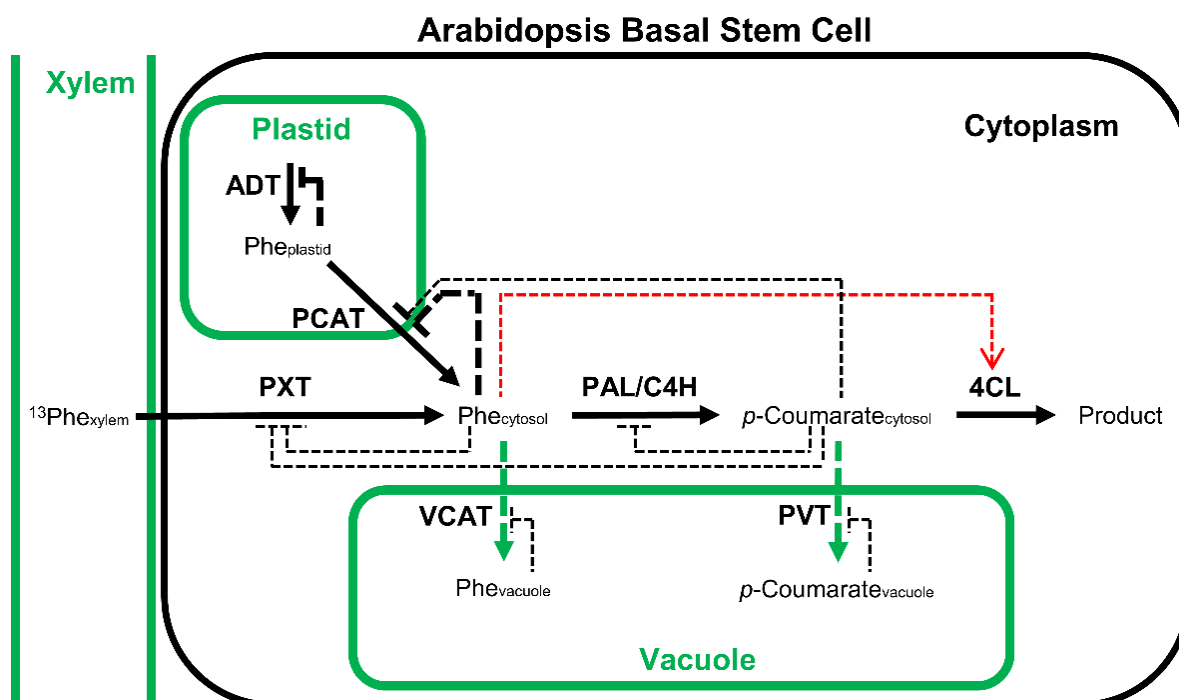 Arabidopsis Basal Stem Cell
Xylem
Plastid
Cytoplasm
ADT
Pheplastid
PCAT
PXT
PAL/C4H
4CL
¹³Phexylem
Phecytosol
p-Coumaratecytosol
Product
VCAT
PVT
Phevacuole
p-Coumaratevacuole
Vacuole